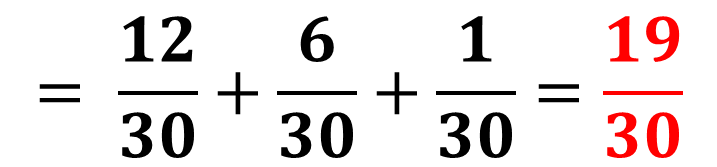 = 12/30 + 6/30 + 1/30 = 19/30